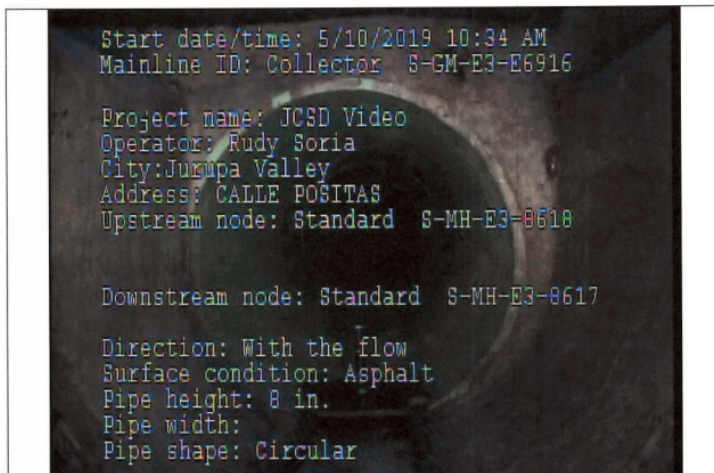 Start date/time: 5/10/2019 10:34 AM
Mainline ID: Collector S-GM-E3-E6916
Project name: JCSD Video
Operator: Rudy Soria
City:Jurupa Valley
Address: CALLE POSITAS
Upstream node: Standard S-MH-E3-8618
Downstream node: Standard S-MH-E3-8617
Direction: With the flow
Surface condition: Asphalt
Pipe height: 8 in.
Pipe width:
Pipe shape: Circular